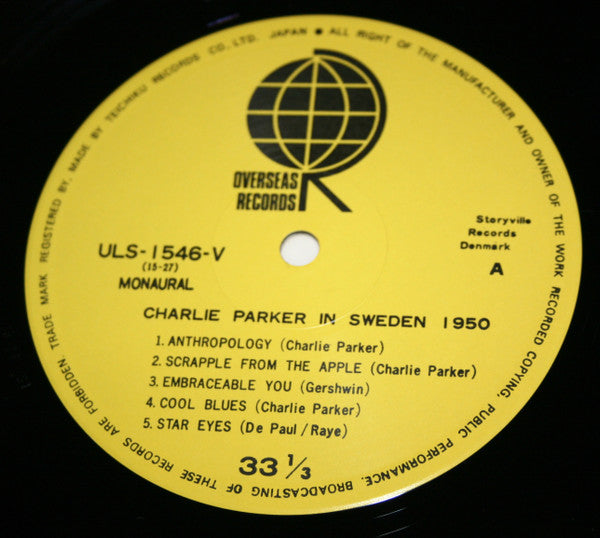 TRADE MARK REGISTERED BY, MADE BY TEICHIKU RECORDS CO., LTD. JAPAN ● ALL RIGHT OF THE MANUFACTURER AND OWNER OF THE WORK RECORDED COPYING, PUBLIC PERFORMANCE. BROADCASTING OF THESE RECORDS ARE FORBIDDEN.
OVERSEAS
RECORDS
R
Storyville
Records
Denmark
A
ULS-1546-V
(15-27)
MONAURAL
CHARLIE PARKER IN SWEDEN 1950
1. ANTHROPOLOGY (Charlie Parker)
2. SCRAPPLE FROM THE APPLE (Charlie Parker)
3. EMBRACEABLE YOU (Gershwin)
4. COOL BLUES (Charlie Parker)
5. STAR EYES (De Paul/Raye)
33 1/3